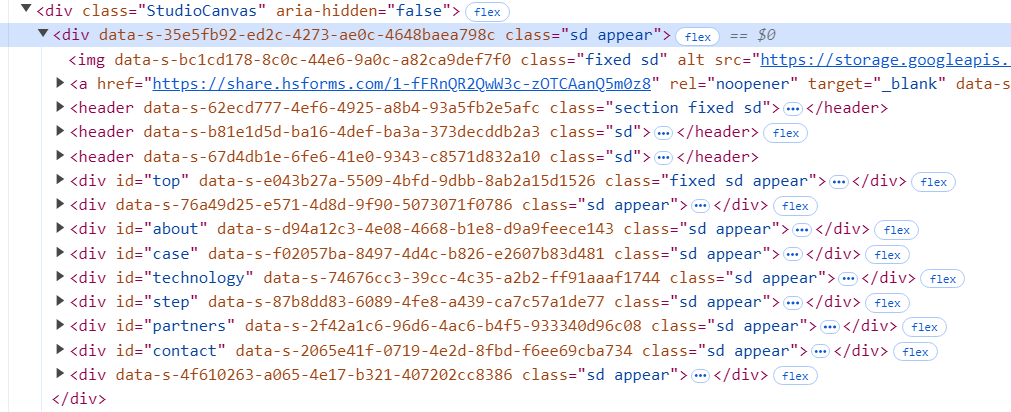 ▼<div class="StudioCanvas" aria-hidden="false"> flex
▼<div data-s-35e5fb92-ed2c-4273-ae0c-4648baea798c class="sd appear"> flex == $0
<img data-s-bc1cd178-8c0c-44e6-9a0c-a82ca9def7f0 class="fixed sd" alt src="https://storage.googleapis.
▶<a href="https://share.hsforms.com/1-fFRnQR2QwW3c-zOTCAanQ5m0z8" rel="noopener" target="_blank" data-s
▶<header data-s-62ecd777-4ef6-4925-a8b4-93a5fb2e5afc class="section fixed sd">…</header>
▶<header data-s-b81e1d5d-ba16-4def-ba3a-373decddb2a3 class="sd">…</header> flex
▶<header data-s-67d4db1e-6fe6-41e0-9343-c8571d832a10 class="sd">…</header>
▶<div id="top" data-s-e043b27a-5509-4bfd-9dbb-8ab2a15d1526 class="fixed sd appear">…</div> flex
▶<div data-s-76a49d25-e571-4d8d-9f90-5073071f0786 class="sd appear">…</div> flex
▶<div id="about" data-s-d94a12c3-4e08-4668-b1e8-d9a9feece143 class="sd appear">…</div> flex
▶<div id="case" data-s-f02057ba-8497-4d4c-b826-e2607b83d481 class="sd appear">…</div> flex
▶<div id="technology" data-s-74676cc3-39cc-4c35-a2b2-ff91aaaf1744 class="sd appear">…</div> flex
▶<div id="step" data-s-87b8dd83-6089-4fe8-a439-ca7c57a1de77 class="sd appear">…</div> flex
▶<div id="partners" data-s-2f42a1c6-96d6-4ac6-b4f5-933340d96c08 class="sd appear">…</div> flex
▶<div id="contact" data-s-2065e41f-0719-4e2d-8fbd-f6ee69cba734 class="sd appear">…</div> flex
▶<div data-s-4f610263-a065-4e17-b321-407202cc8386 class="sd appear">…</div> flex
</div>